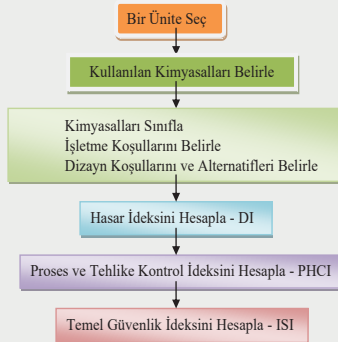 Bir Ünite Seç
Kullanılan Kimyasalları Belirle
Kimyasalları Sınıfla
İşletme Koşullarını Belirle
Dizayn Koşullarını ve Alternatifleri Belirle
Hasar İdeksini Hesapla - DI
Proses ve Tehlike Kontrol İdeksini Hesapla - PHCI
Temel Güvenlik İdeksini Hesapla - ISI